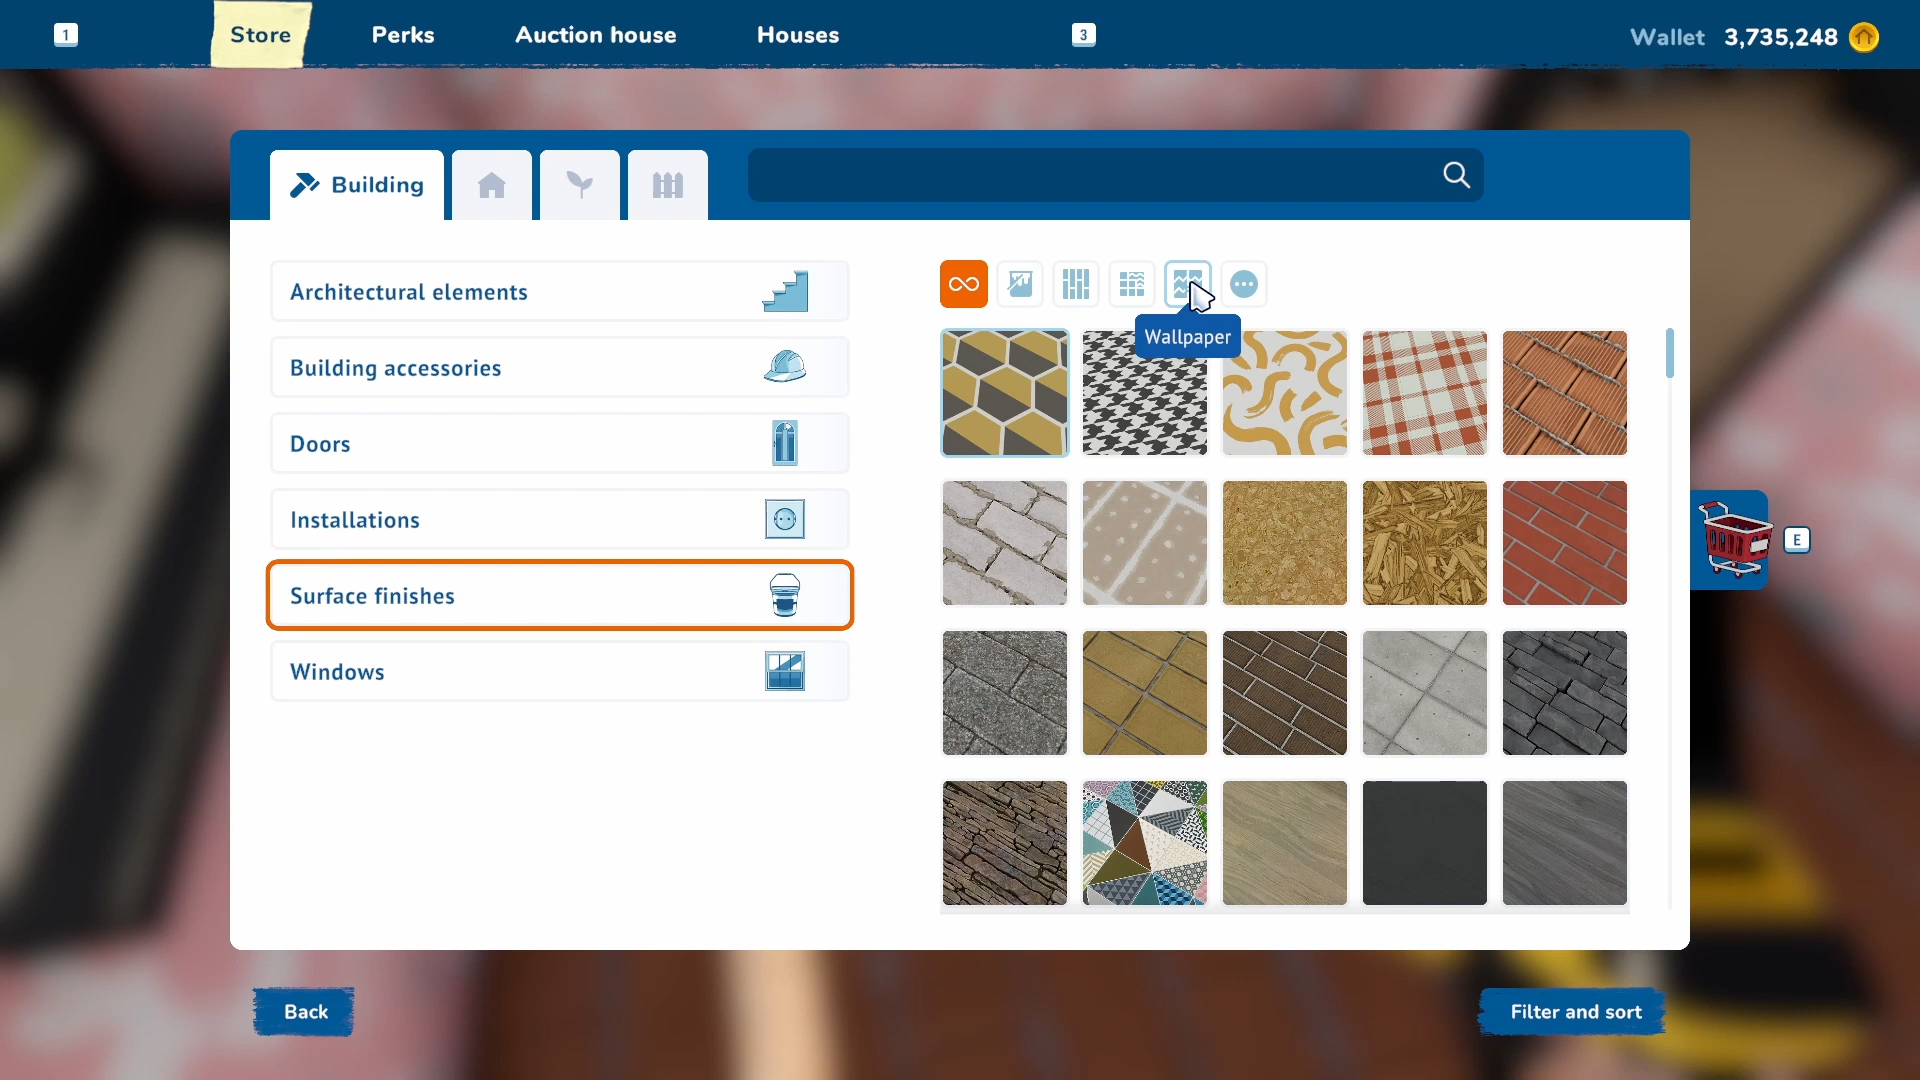 1
Store
Perks
Auction house
Houses
3
Wallet 3,735,248
Building
Architectural elements
Building accessories
Doors
Installations
Surface finishes
Windows
Wallpaper
E
Back
Filter and sort